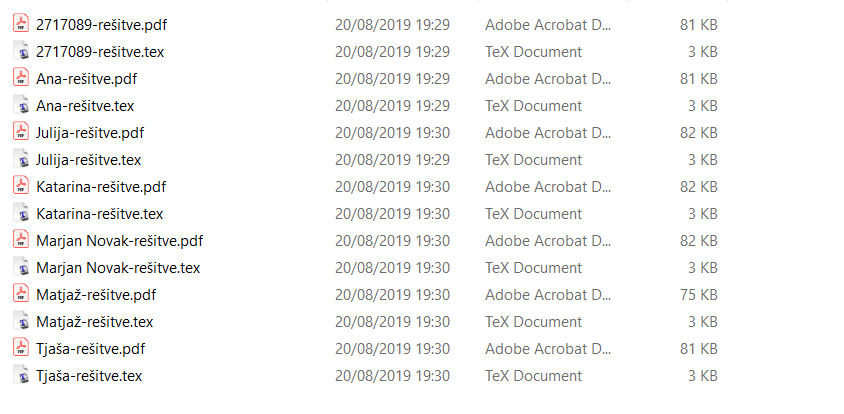 2717089-rešitve.pdf 20/08/2019 19:29 Adobe Acrobat D... 81 KB
2717089-rešitve.tex 20/08/2019 19:29 TeX Document 3 KB
Ana-rešitve.pdf 20/08/2019 19:29 Adobe Acrobat D... 81 KB
Ana-rešitve.tex 20/08/2019 19:29 TeX Document 3 KB
Julija-rešitve.pdf 20/08/2019 19:30 Adobe Acrobat D... 82 KB
Julija-rešitve.tex 20/08/2019 19:29 TeX Document 3 KB
Katarina-rešitve.pdf 20/08/2019 19:30 Adobe Acrobat D... 82 KB
Katarina-rešitve.tex 20/08/2019 19:30 TeX Document 3 KB
Marjan Novak-rešitve.pdf 20/08/2019 19:30 Adobe Acrobat D... 82 KB
Marjan Novak-rešitve.tex 20/08/2019 19:30 TeX Document 3 KB
Matjaž-rešitve.pdf 20/08/2019 19:30 Adobe Acrobat D... 75 KB
Matjaž-rešitve.tex 20/08/2019 19:30 TeX Document 3 KB
Tjaša-rešitve.pdf 20/08/2019 19:30 Adobe Acrobat D... 81 KB
Tjaša-rešitve.tex 20/08/2019 19:30 TeX Document 3 KB